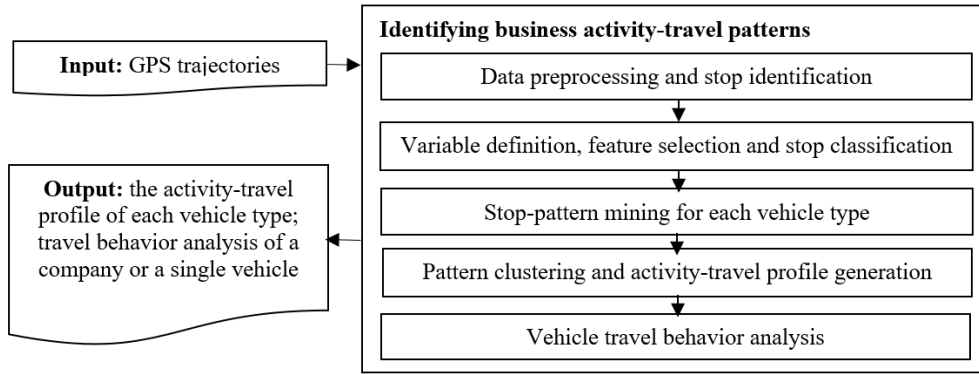 Input: GPS trajectories
Identifying business activity-travel patterns
Data preprocessing and stop identification
Variable definition, feature selection and stop classification
Stop-pattern mining for each vehicle type
Pattern clustering and activity-travel profile generation
Vehicle travel behavior analysis
Output: the activity-travel
profile of each vehicle type;
travel behavior analysis of a
company or a single vehicle